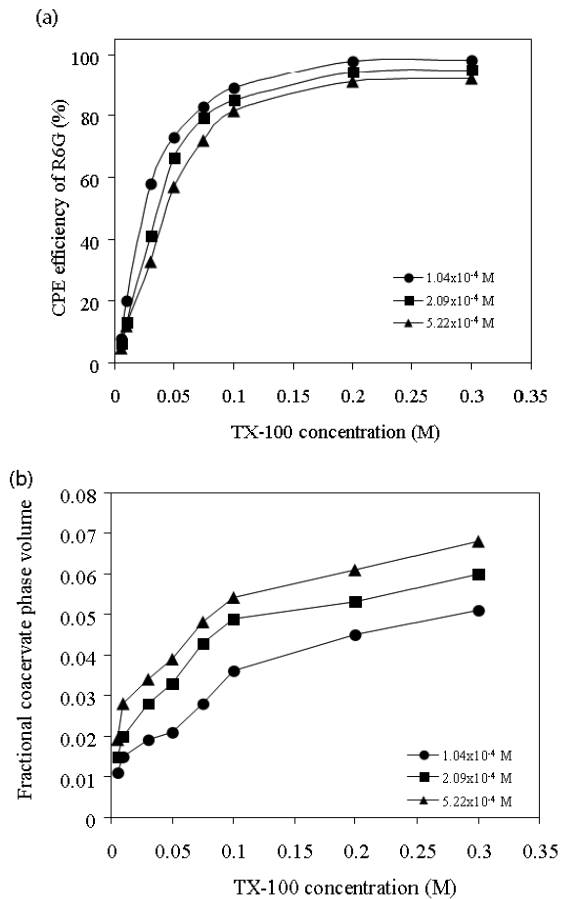 (a)
CPE efficiency of R6G (%)
100
80
60
40
20
0
1.04x10⁻⁴ M
2.09x10⁻⁴ M
5.22x10⁻⁴ M
0 0.05 0.1 0.15 0.2 0.25 0.3 0.35
TX-100 concentration (M)
(b)
Fractional coacervate phase volume
0.08
0.07
0.06
0.05
0.04
0.03
0.02
0.01
0
1.04x10⁻⁴ M
2.09x10⁻⁴ M
5.22x10⁻⁴ M
0 0.05 0.1 0.15 0.2 0.25 0.3 0.35
TX-100 concentration (M)